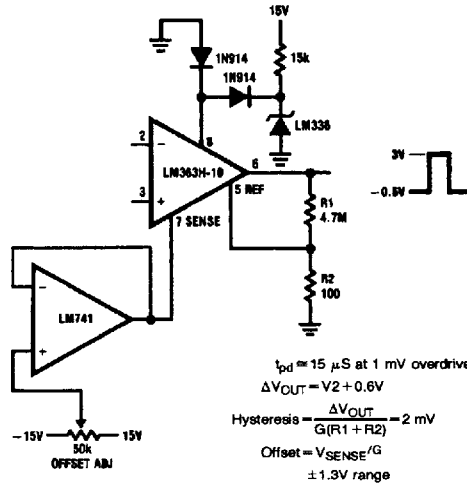 15V
1N914
15k
1N914
LM336
8
2
−
LM363H-10
6
3
+
5 REF
7 SENSE
R1
4.7M
3V
−0.6V
−
LM741
+
R2
100
−15V
15V
50k
OFFSET ADJ
tpd ≅ 15 μS at 1 mV overdrive
ΔVOUT = V2 + 0.6V
Hysteresis = ΔVOUT / G(R1 + R2) = 2 mV
Offset = VSENSE/G
±1.3V range